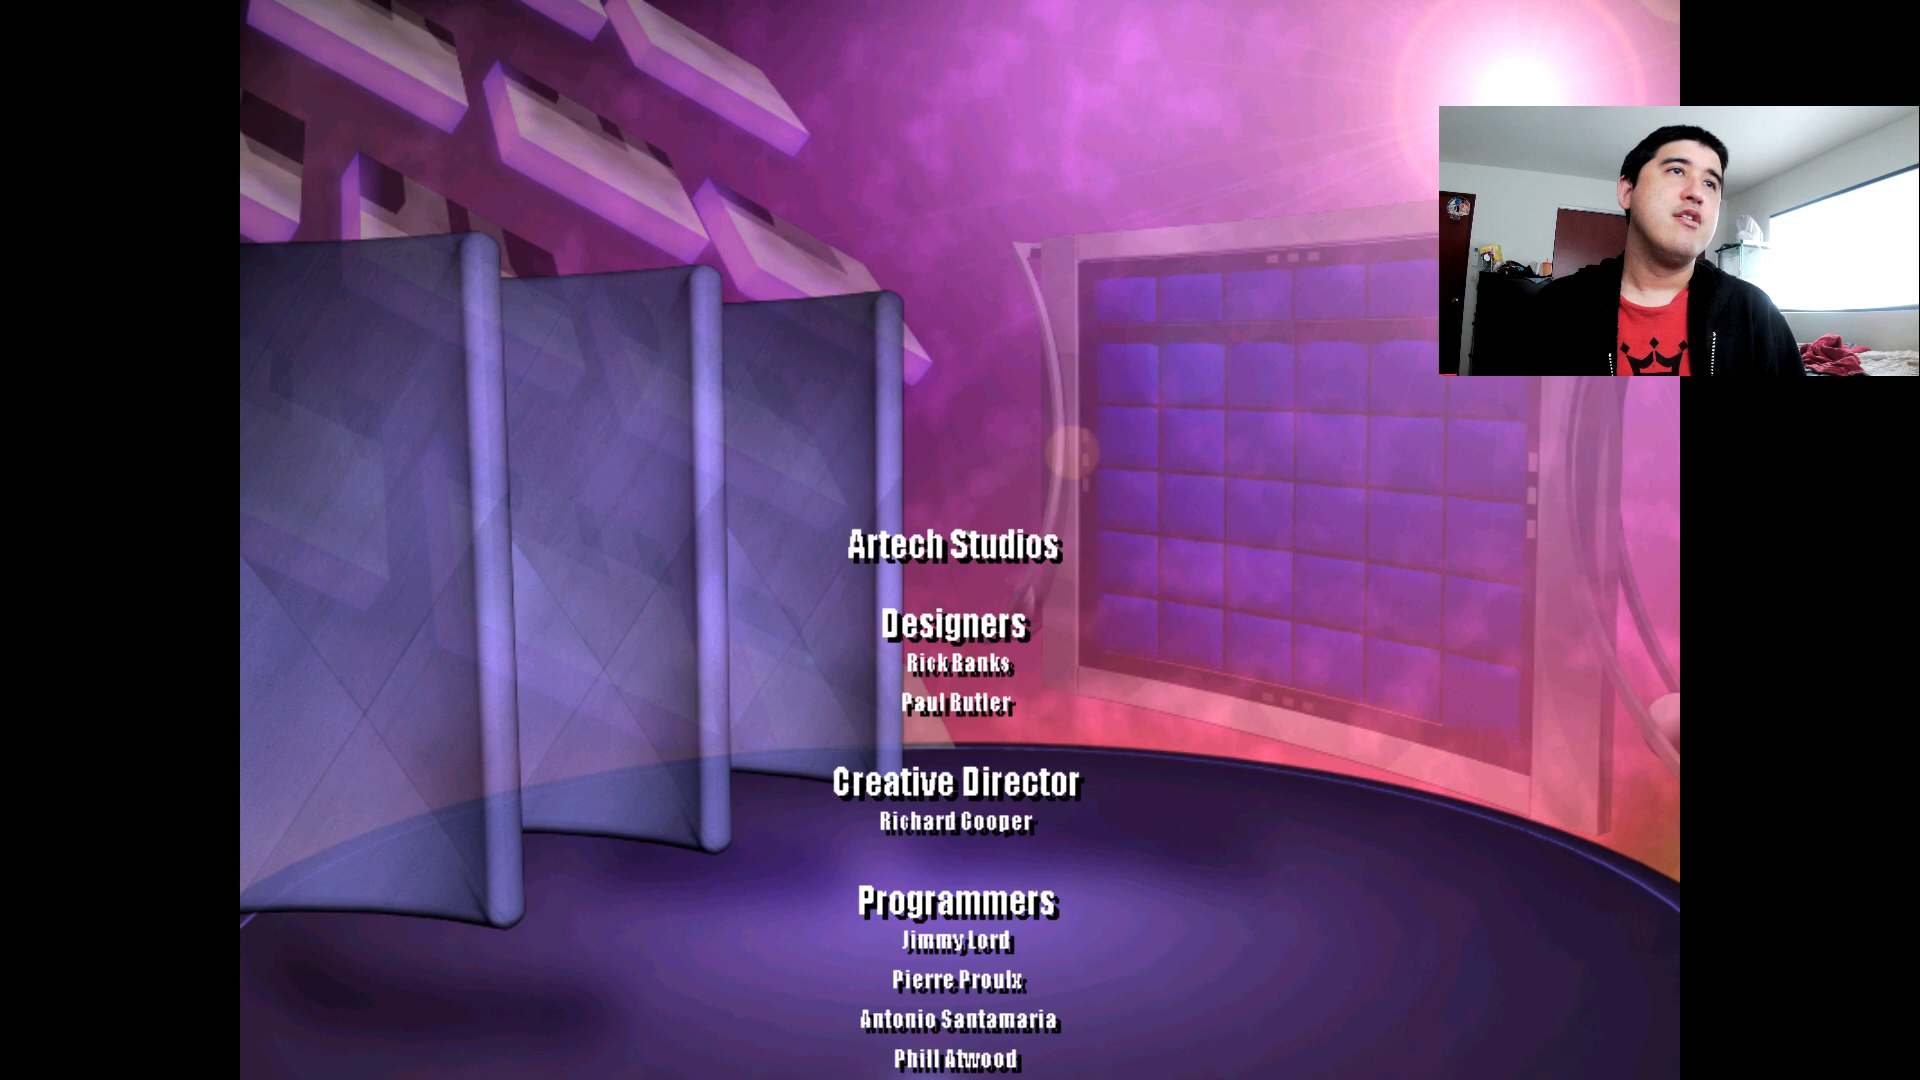 Artech Studios
Designers
Rick Banks
Paul Butler
Creative Director
Richard Cooper
Programmers
Jimmy Lord
Pierre Proulx
Antonio Santamaria
Phill Atwood